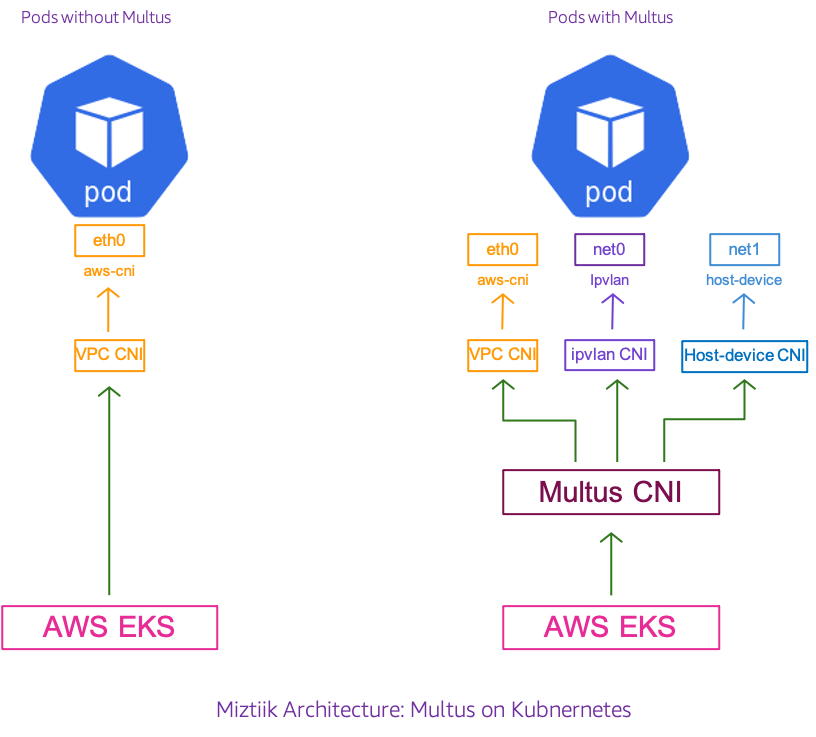 Pods without Multus
Pods with Multus
pod
pod
eth0
aws-cni
eth0
net0
net1
aws-cni
Ipvlan
host-device
VPC CNI
VPC CNI
ipvlan CNI
Host-device CNI
Multus CNI
AWS EKS
AWS EKS
Miztiik Architecture: Multus on Kubnernetes